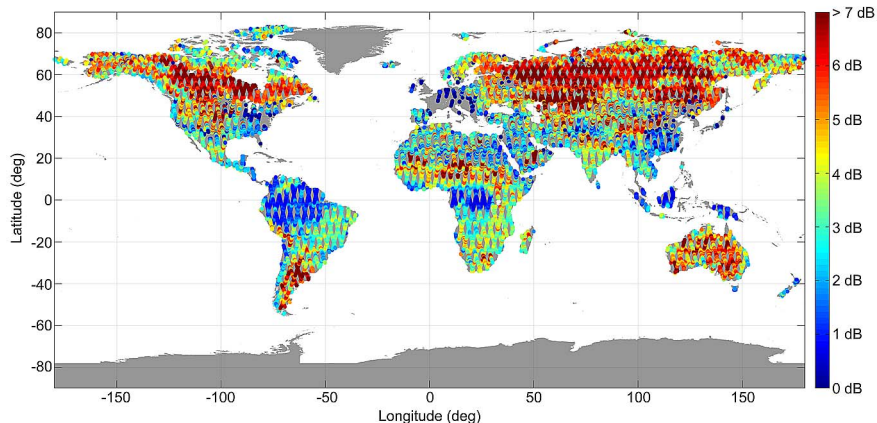 > 7 dB
6 dB
5 dB
4 dB
3 dB
2 dB
1 dB
0 dB
80
60
40
20
0
-20
-40
-60
-80
Latitude (deg)
-150 -100 -50 0 50 100 150
Longitude (deg)